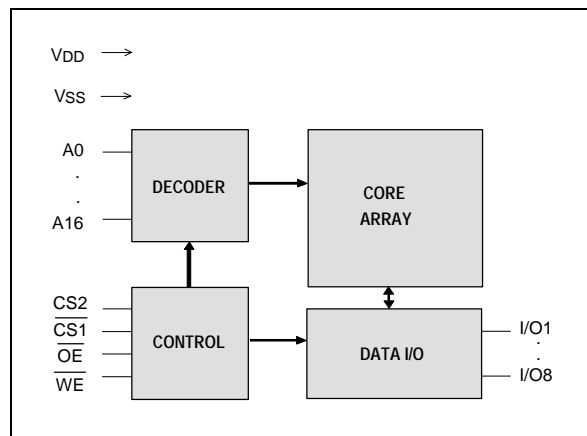 VDD
VSS
A0
.
.
A16
DECODER
CORE
ARRAY
CS2
CS1
OE
WE
CONTROL
DATA I/O
I/O1
.
.
I/O8